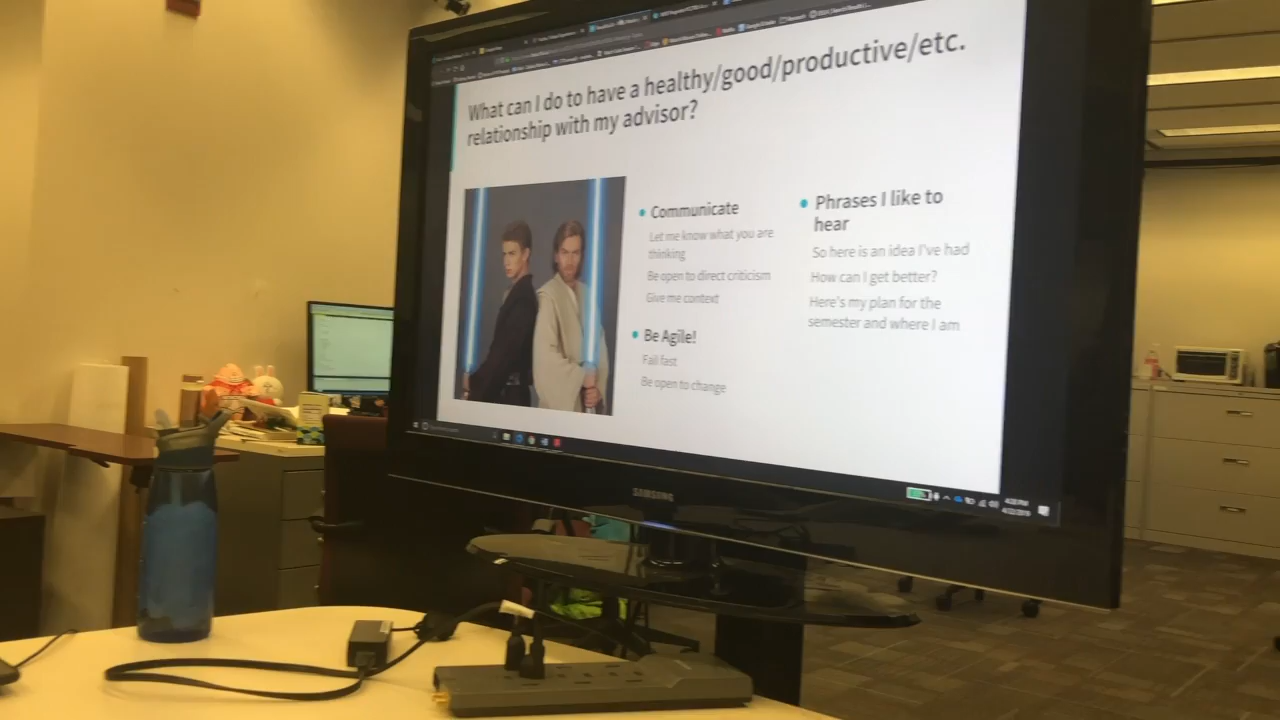 What can I do to have a healthy/good/productive/etc.
relationship with my advisor?
Communicate
Let me know what you are
thinking
Be open to direct criticism
Give me context
Be Agile!
Fail fast
Be open to change
Phrases I like to
hear
So here is an idea I've had
How can I get better?
Here's my plan for the
semester and where I am
SAMSUNG